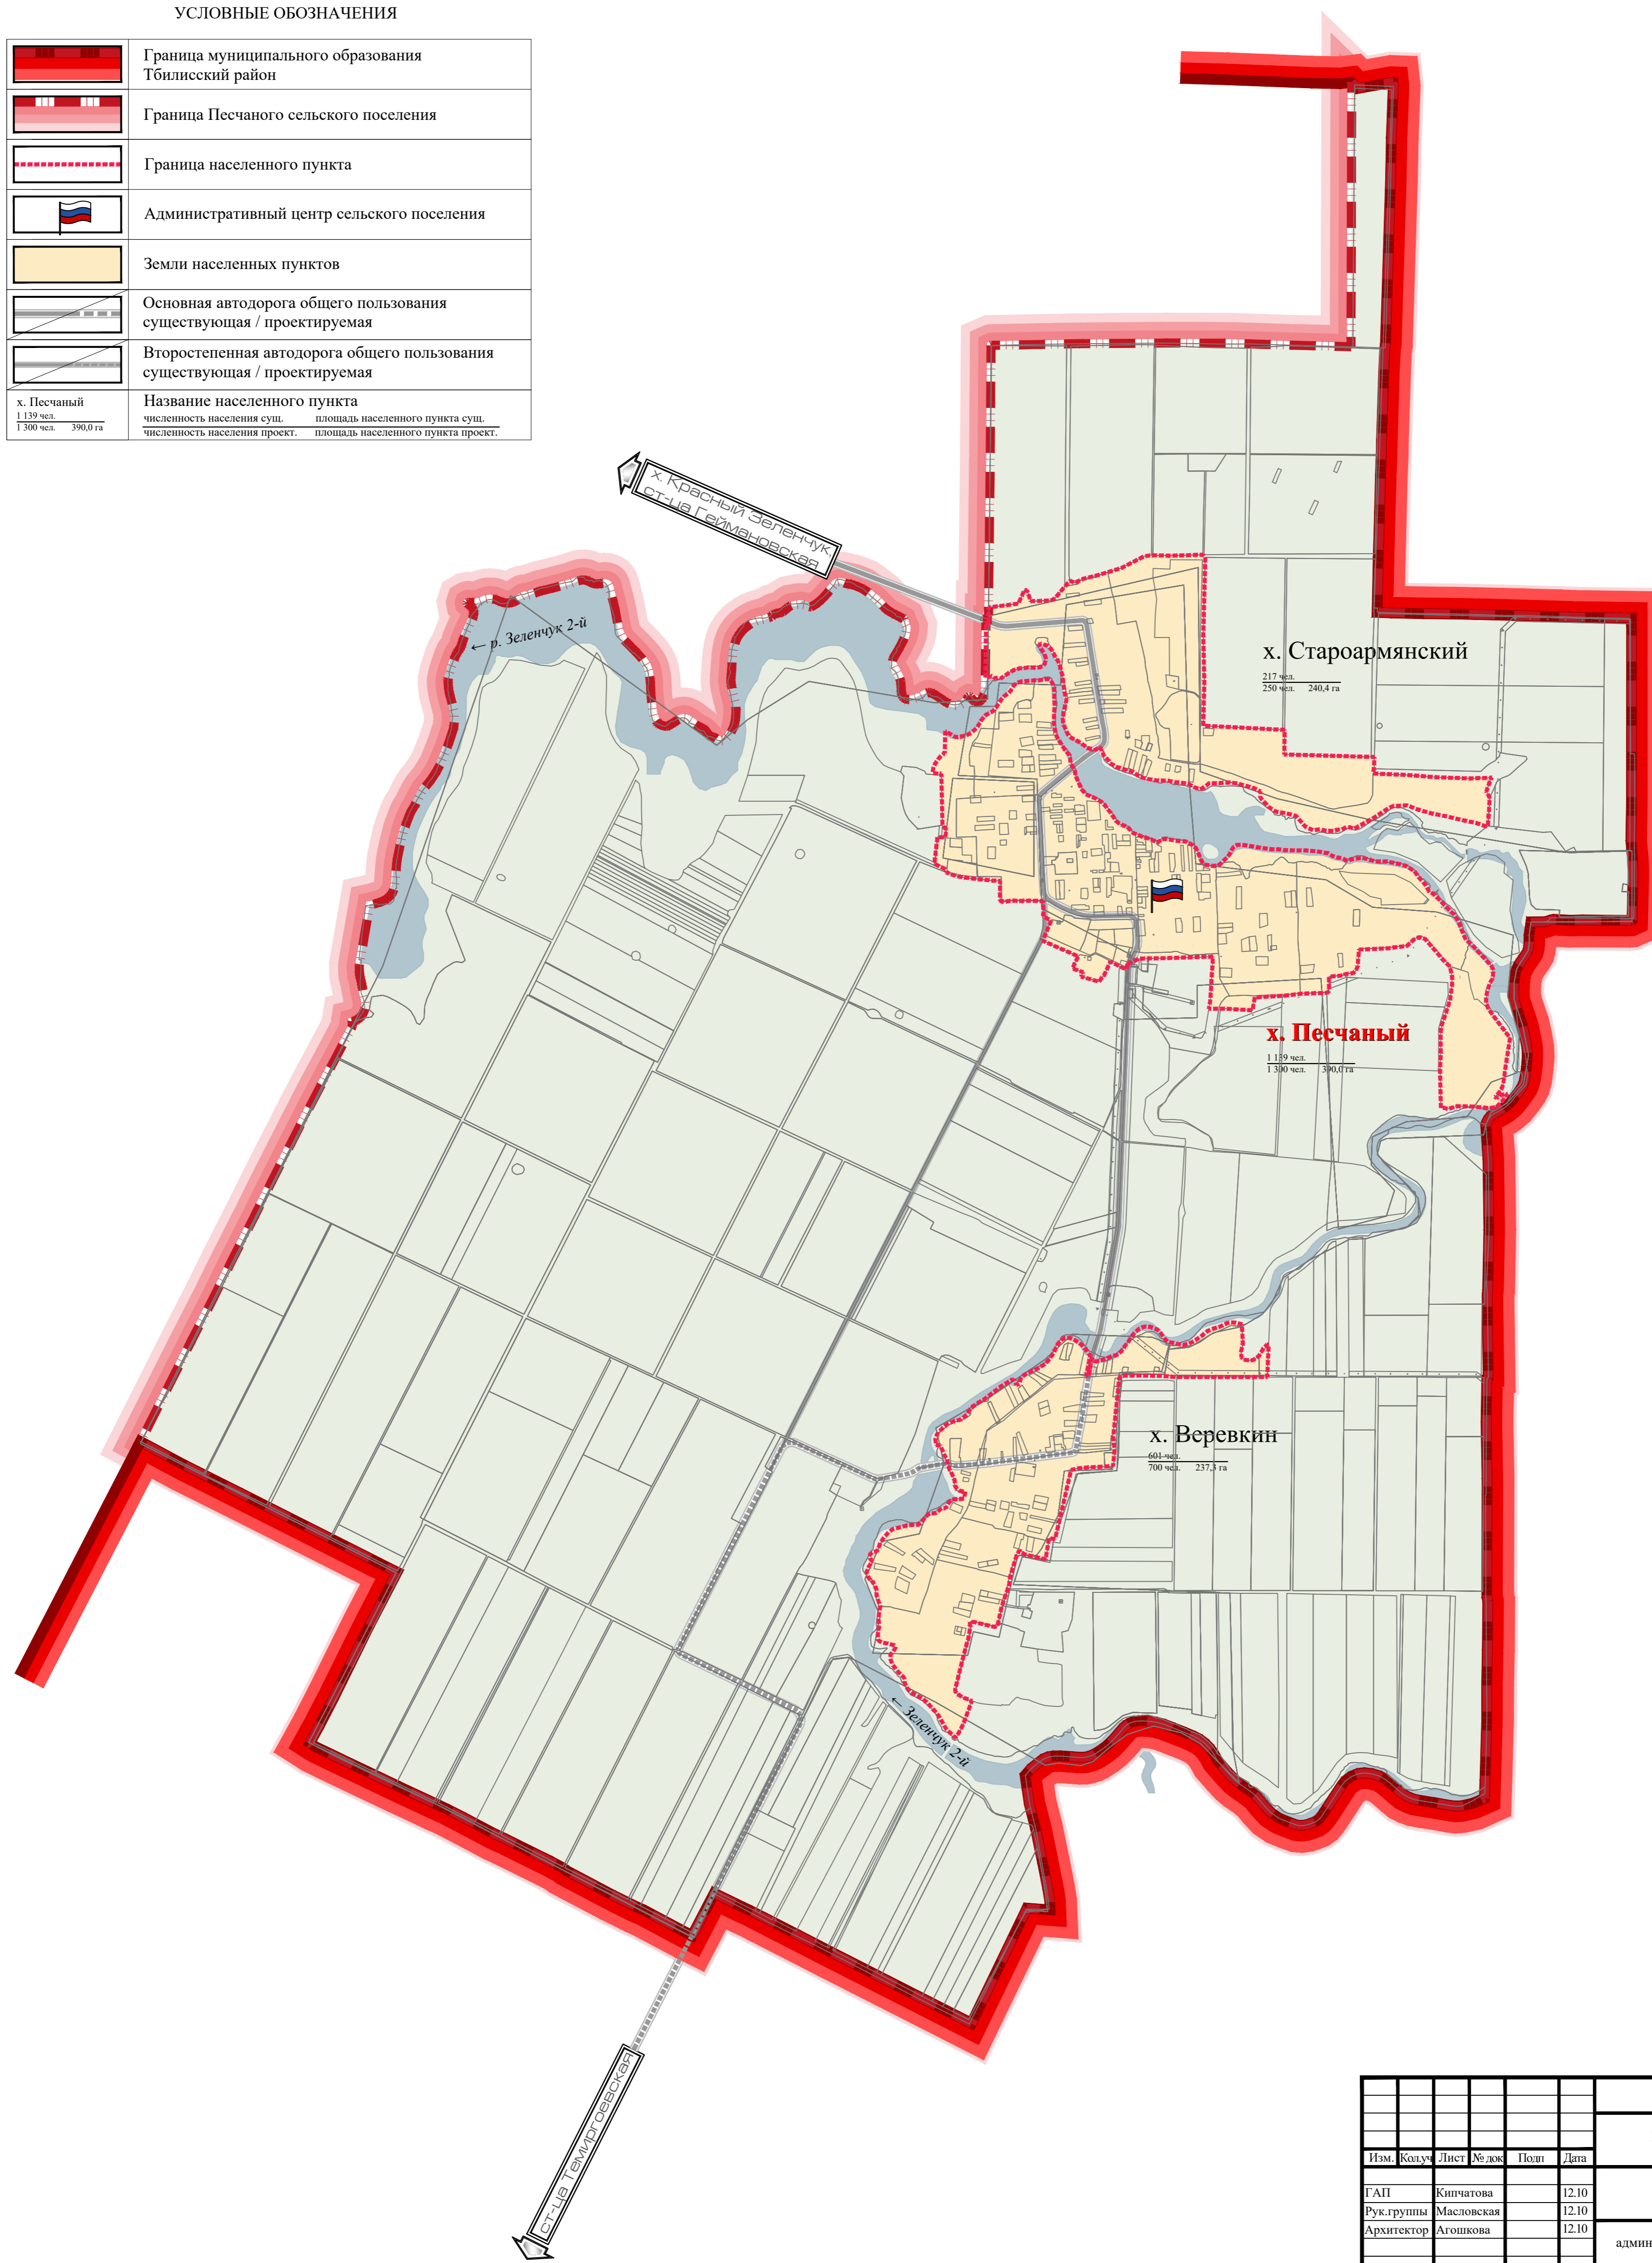 УСЛОВНЫЕ ОБОЗНАЧЕНИЯ
Граница муниципального образования
Тбилисский район
Граница Песчаного сельского поселения
Граница населенного пункта
Административный центр сельского поселения
Земли населенных пунктов
Основная автодорога общего пользования
существующая / проектируемая
Второстепенная автодорога общего пользования
существующая / проектируемая
х. Песчаный
1 139 чел.
1 300 чел. 390,0 га
Название населенного пункта
численность населения сущ. площадь населенного пункта сущ.
численность населения проект. площадь населенного пункта проект.
х. Красный Зеленчук,
ст-ца Геймановская
← р. Зеленчук 2-й
х. Староармянский
217 чел.
250 чел. 240,4 га
х. Песчаный
1 139 чел.
1 300 чел. 390,0 га
х. Веревкин
601 чел.
700 чел. 237,3 га
← Зеленчук 2-й
ст-ца Темиргоевская
Изм. Кол.уч Лист № док Подп Дата
ГАП Кипчатова 12.10
Рук.группы Масловская 12.10
Архитектор Агошкова 12.10
админ